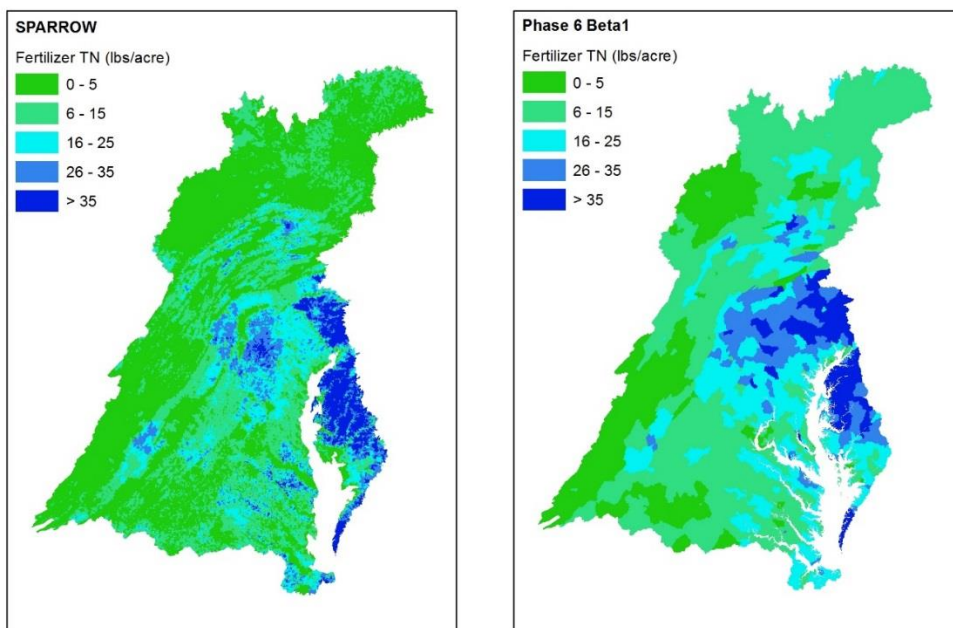 SPARROW
Fertilizer TN (lbs/acre)
0 - 5
6 - 15
16 - 25
26 - 35
> 35
Phase 6 Beta1
Fertilizer TN (lbs/acre)
0 - 5
6 - 15
16 - 25
26 - 35
> 35